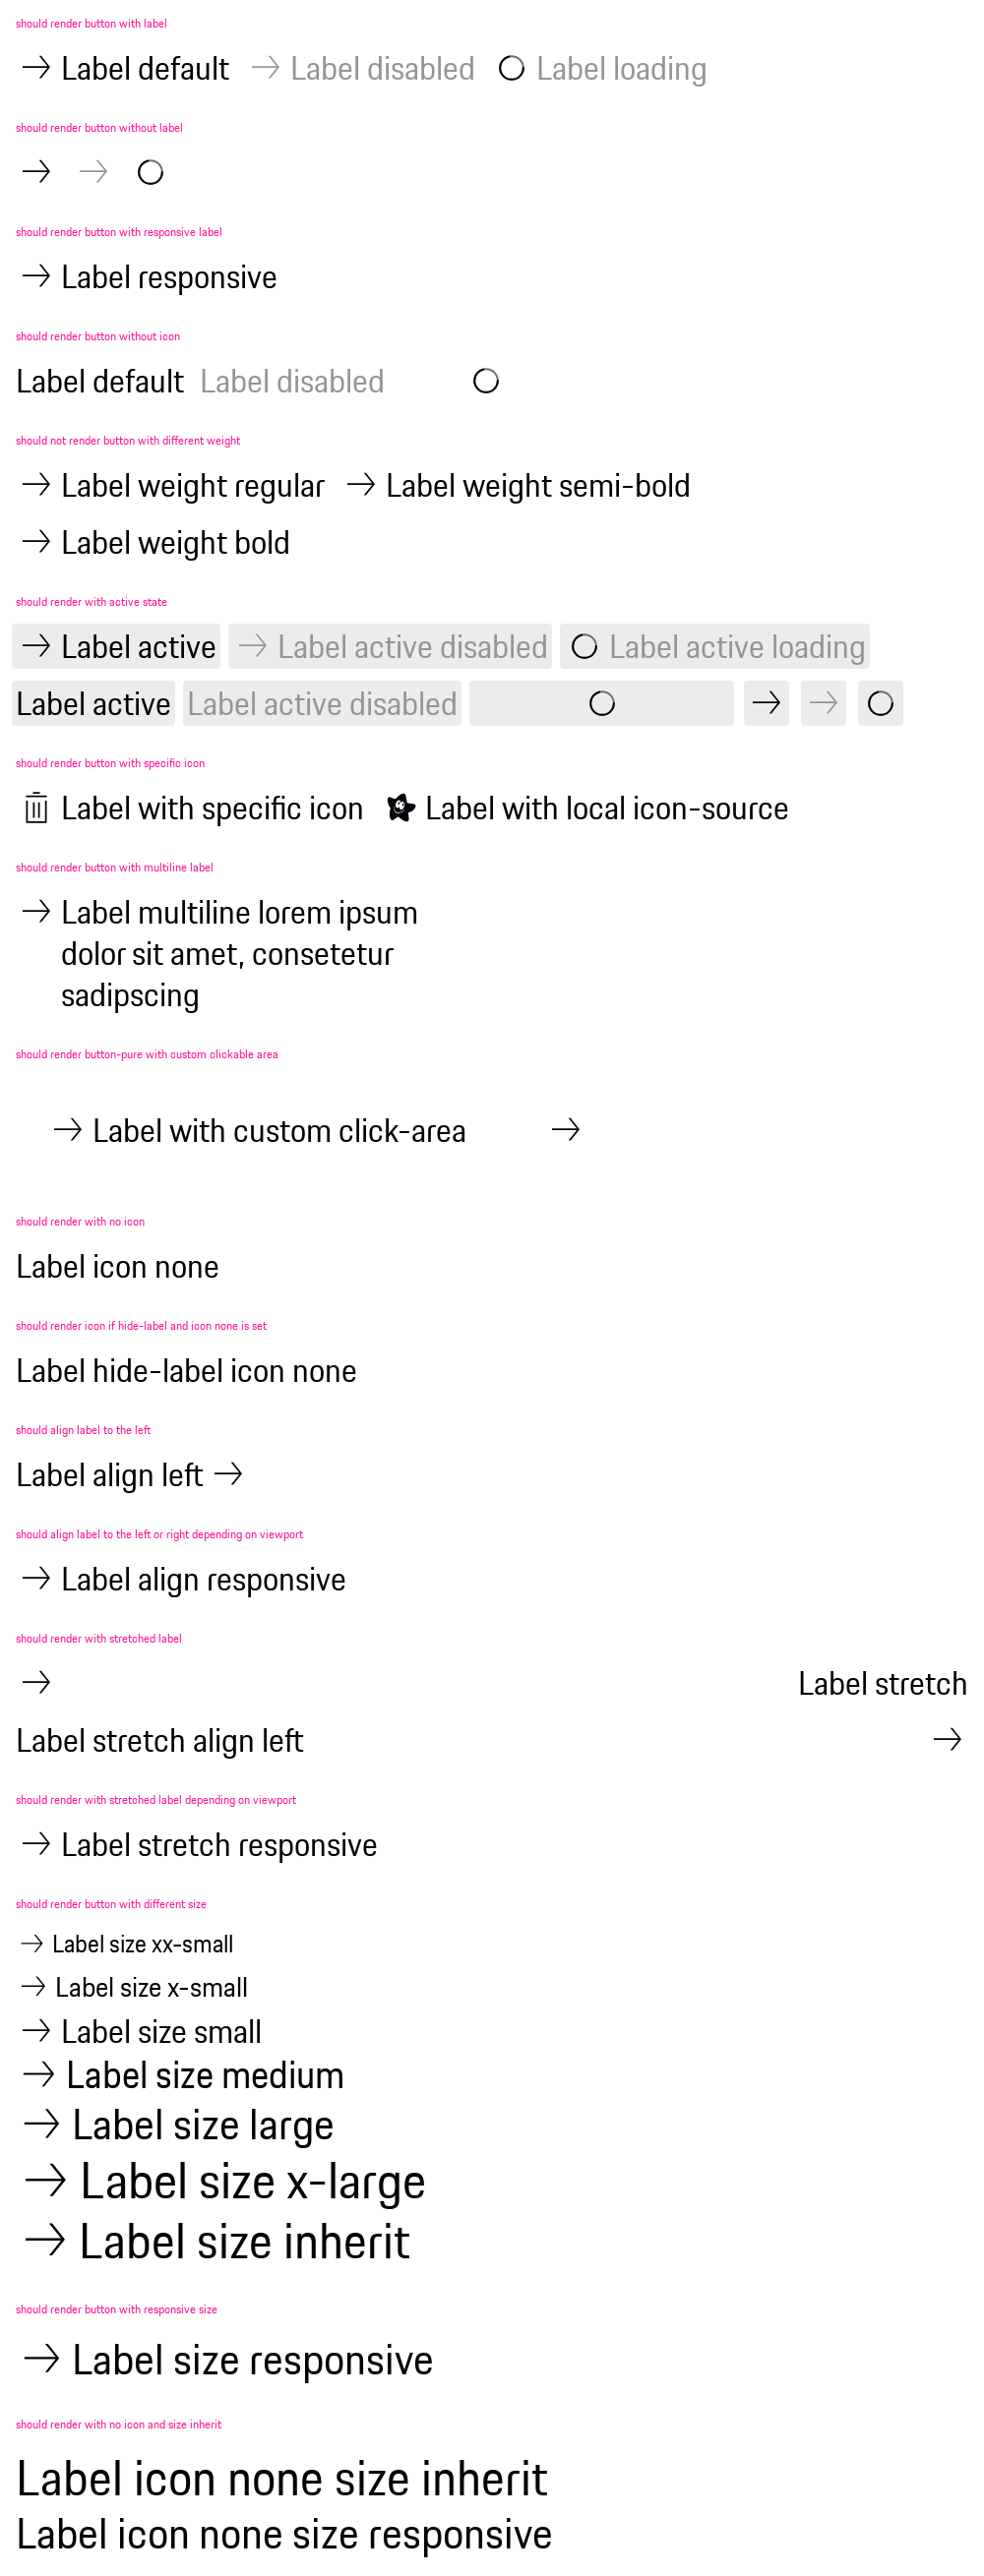 should render button with label
Label default Label disabled Label loading
should render button without label
should render button with responsive label
Label responsive
should render button without icon
Label default Label disabled
should not render button with different weight
Label weight regular Label weight semi-bold
Label weight bold
should render with active state
Label active Label active disabled Label active loading
Label active Label active disabled
should render button with specific icon
Label with specific icon Label with local icon-source
should render button with multiline label
Label multiline lorem ipsum
dolor sit amet, consetetur
sadipscing
should render button-pure with custom clickable area
Label with custom click-area
should render with no icon
Label icon none
should render icon if hide-label and icon none is set
Label hide-label icon none
should align label to the left
Label align left
should align label to the left or right depending on viewport
Label align responsive
should render with stretched label
Label stretch
Label stretch align left
should render with stretched label depending on viewport
Label stretch responsive
should render button with different size
Label size xx-small
Label size x-small
Label size small
Label size medium
Label size large
Label size x-large
Label size inherit
should render button with responsive size
Label size responsive
should render with no icon and size inherit
Label icon none size inherit
Label icon none size responsive